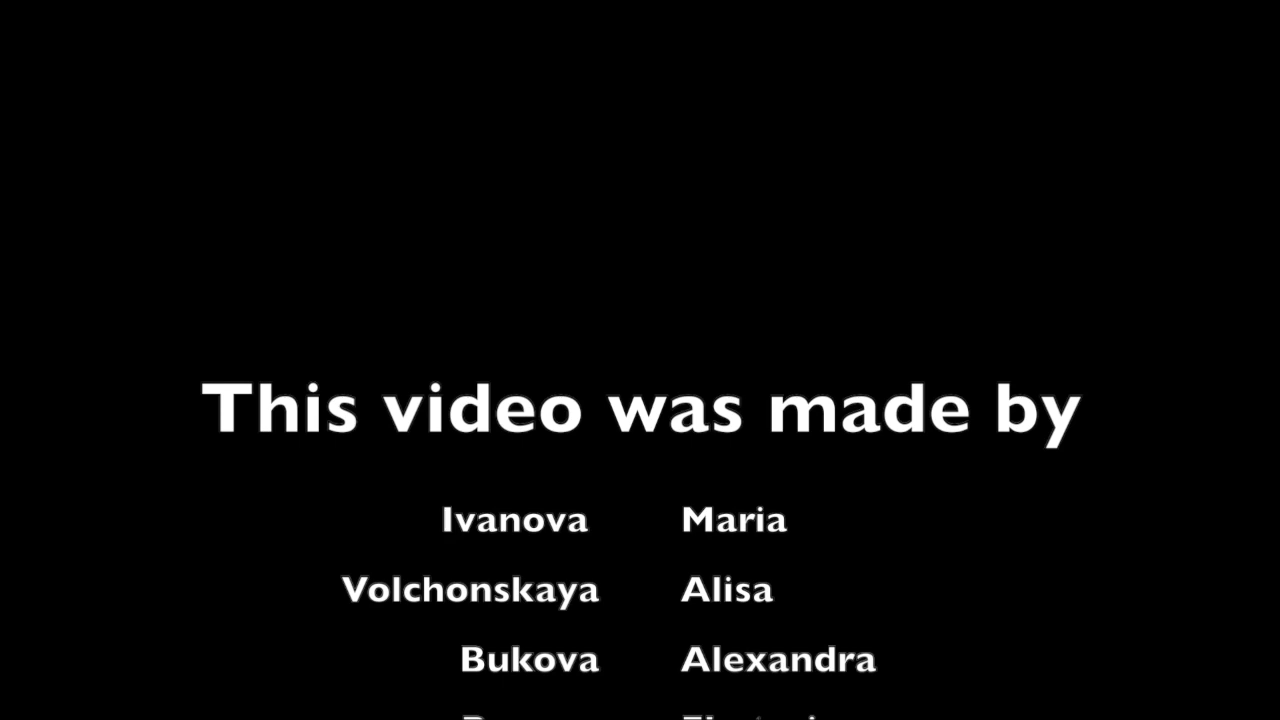 This video was made by
Ivanova Maria
Volchonskaya Alisa
Bukova Alexandra